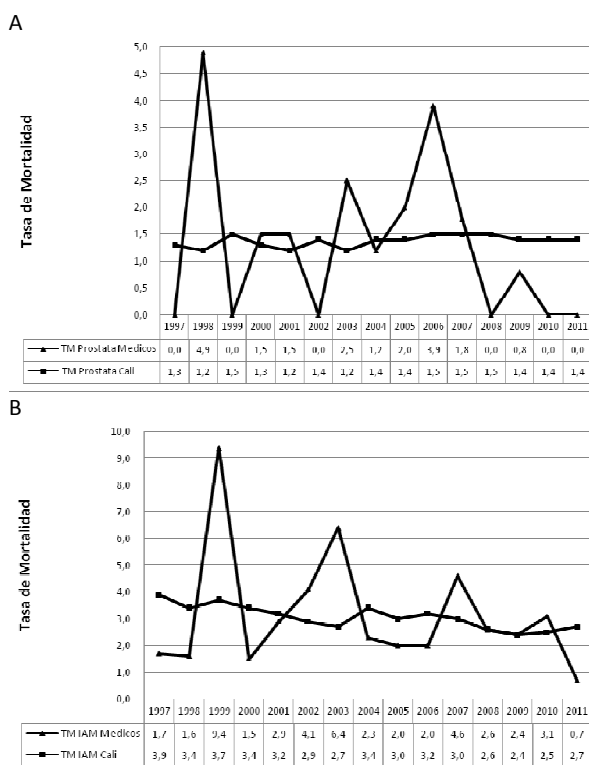 A
Tasa de Mortalidad
5,0
4,5
4,0
3,5
3,0
2,5
2,0
1,5
1,0
0,5
0,0
1997 1998 1999 2000 2001 2002 2003 2004 2005 2006 2007 2008 2009 2010 2011
TM Prostata Medicos 0,0 4,9 0,0 1,5 1,5 0,0 2,5 1,2 2,0 3,9 1,8 0,0 0,8 0,0 0,0
TM Prostata Cali 1,3 1,2 1,5 1,3 1,2 1,4 1,2 1,4 1,4 1,5 1,5 1,5 1,4 1,4 1,4
B
Tasa de Mortalidad
10,0
9,0
8,0
7,0
6,0
5,0
4,0
3,0
2,0
1,0
0,0
1997 1998 1999 2000 2001 2002 2003 2004 2005 2006 2007 2008 2009 2010 2011
TM IAM Medicos 1,7 1,6 9,4 1,5 2,9 4,1 6,4 2,3 2,0 2,0 4,6 2,6 2,4 3,1 0,7
TM IAM Cali 3,9 3,4 3,7 3,4 3,2 2,9 2,7 3,4 3,0 3,2 3,0 2,6 2,4 2,5 2,7